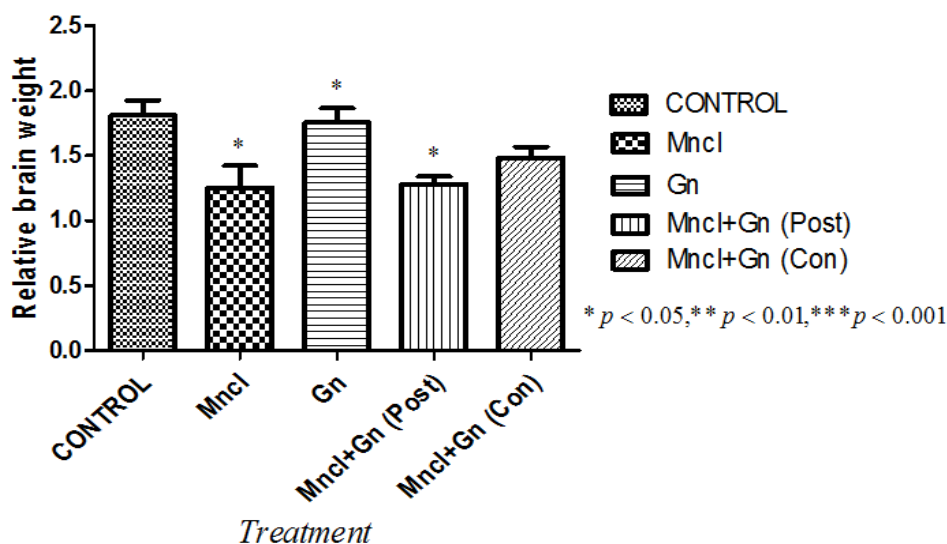 2.5
2.0
1.5
1.0
0.5
0.0
Relative brain weight
*
*
*
CONTROL
Mncl
Gn
Mncl+Gn (Post)
Mncl+Gn (Con)
Treatment
CONTROL
Mncl
Gn
Mncl+Gn (Post)
Mncl+Gn (Con)
* p < 0.05,** p < 0.01,***p < 0.001